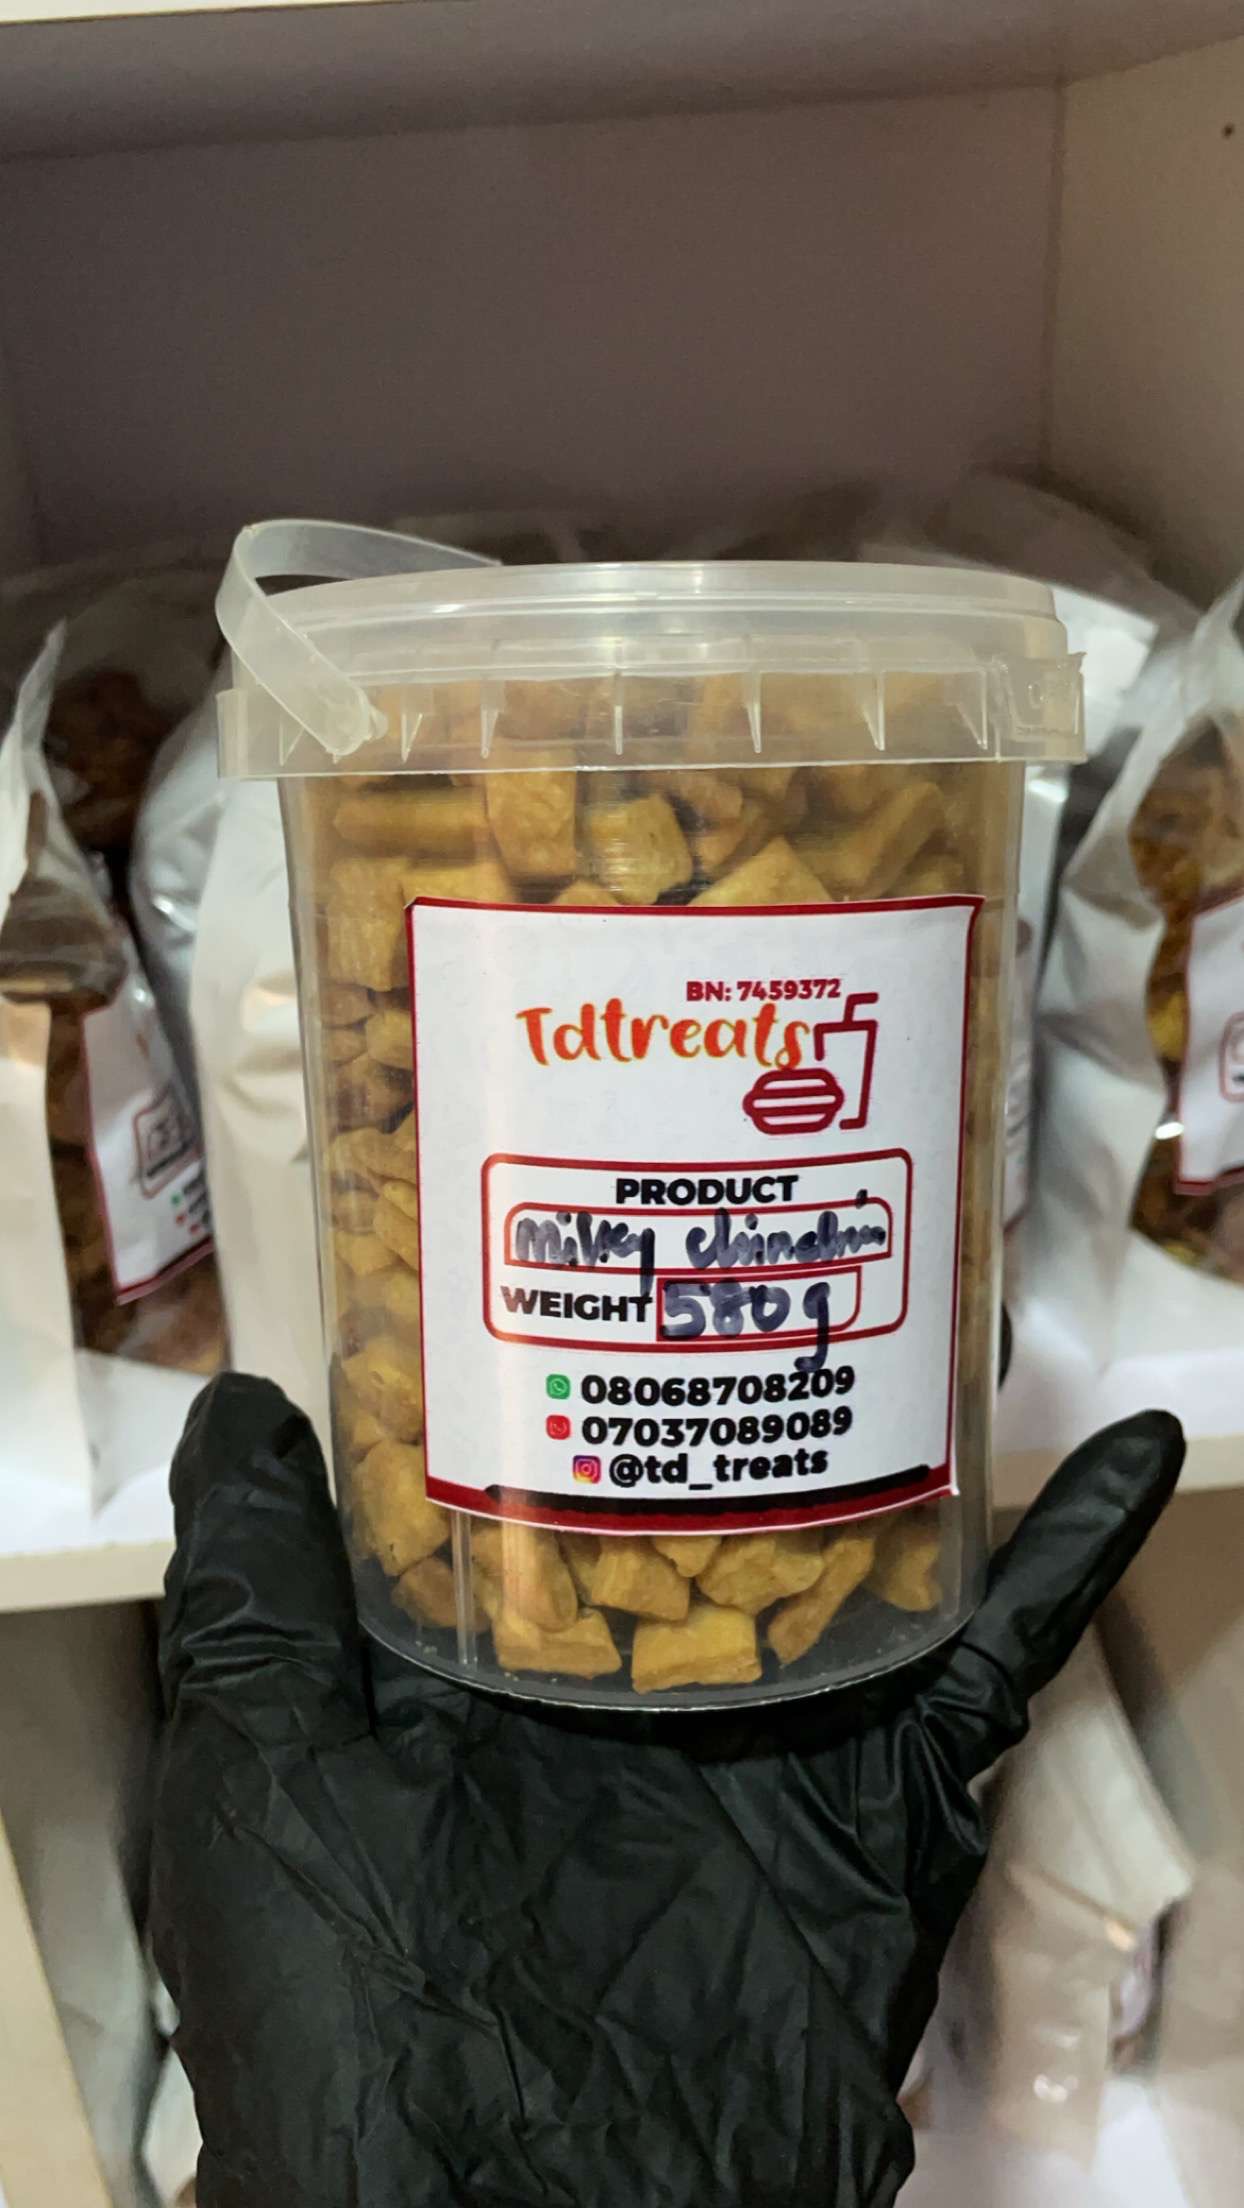 BN: 7459372
Tdtreats
PRODUCT
milky chinchin
WEIGHT 580g
08068708209
07037089089
@td_treats